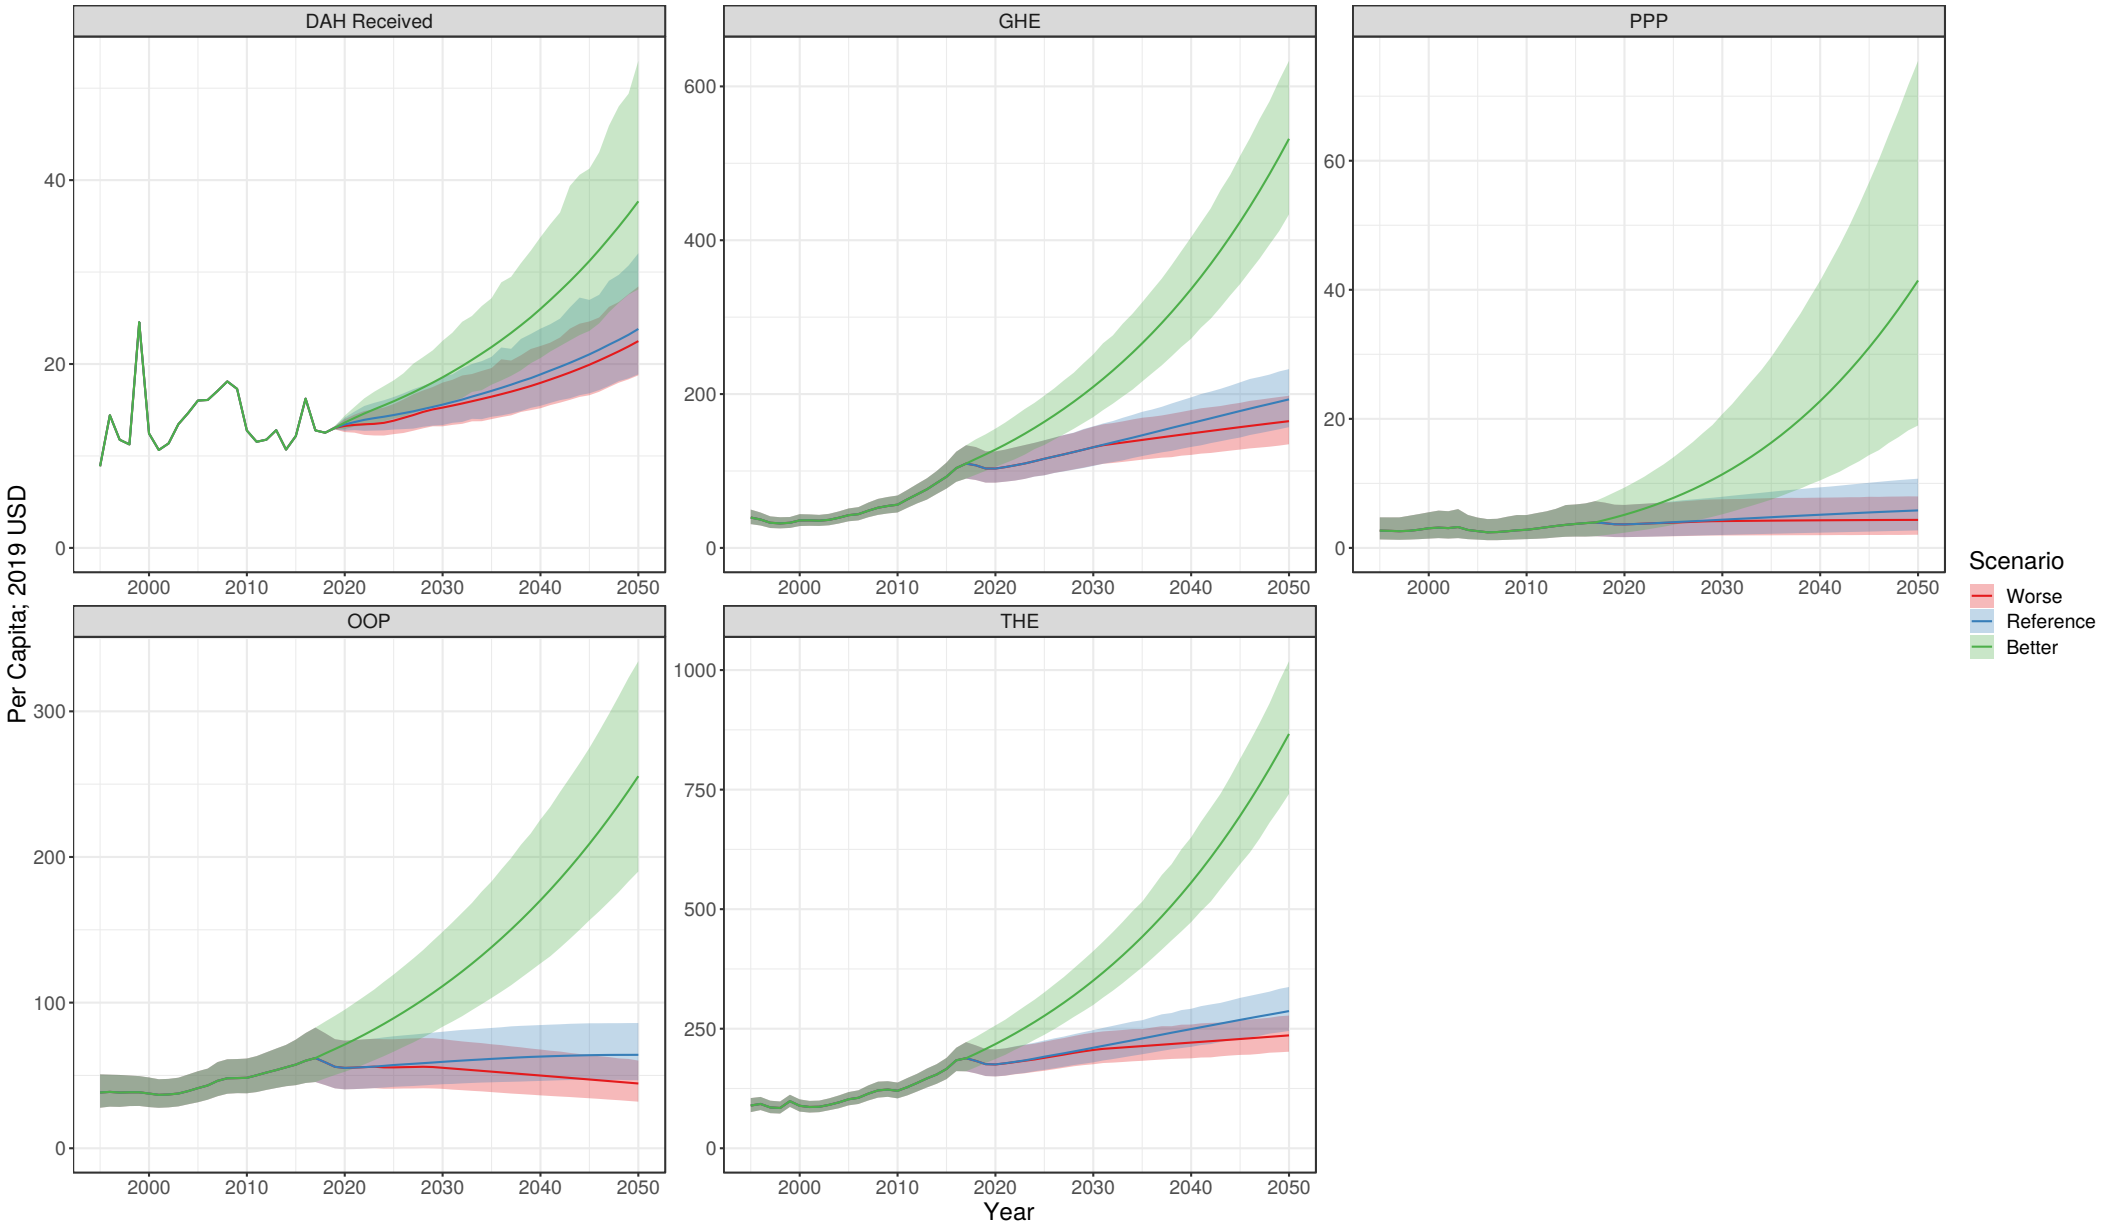 DAH Received
GHE
PPP
40
20
0
600
400
200
0
60
40
20
0
2000 2010 2020 2030 2040 2050
2000 2010 2020 2030 2040 2050
2000 2010 2020 2030 2040 2050
Per Capita; 2019 USD
OOP
THE
300
200
100
0
1000
750
500
250
0
2000 2010 2020 2030 2040 2050
2000 2010 2020 2030 2040 2050
Year
Scenario
Worse
Reference
Better